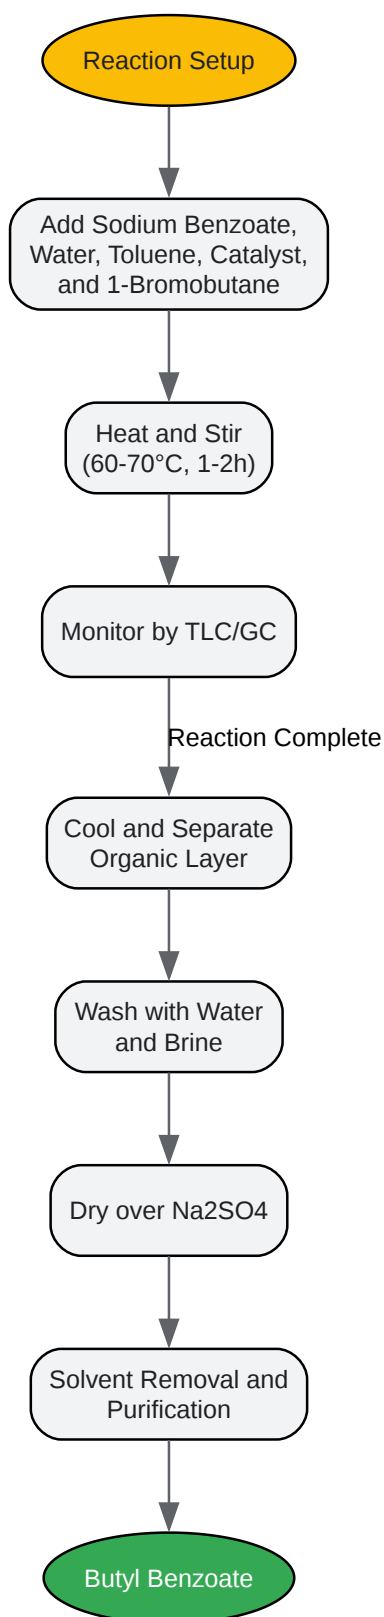 Reaction Setup
Add Sodium Benzoate,
Water, Toluene, Catalyst,
and 1-Bromobutane
Heat and Stir
(60-70°C, 1-2h)
Monitor by TLC/GC
Reaction Complete
Cool and Separate
Organic Layer
Wash with Water
and Brine
Dry over Na2SO4
Solvent Removal and
Purification
Butyl Benzoate